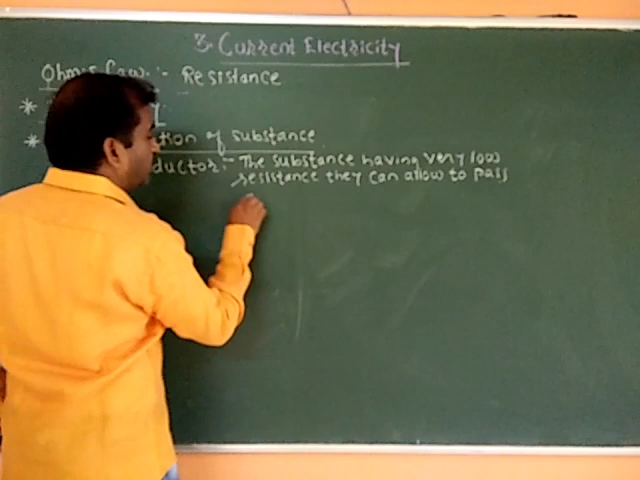 3. Current Electricity
Ohm's law :- Resistance
*
* ation of substance
ductor :- The substance having very low
resistance they can allow to pass